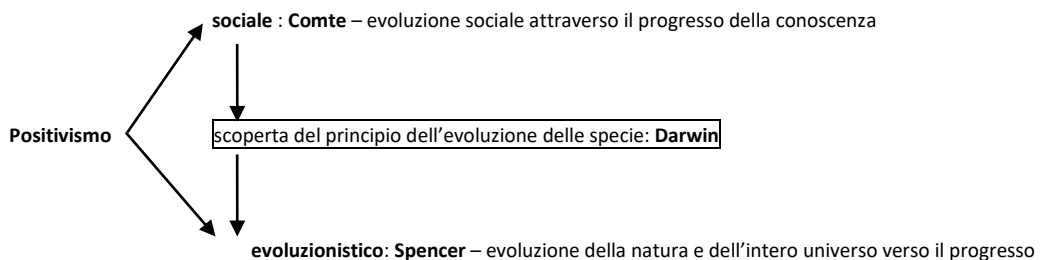 sociale : Comte – evoluzione sociale attraverso il progresso della conoscenza
Positivismo
scoperta del principio dell’evoluzione delle specie: Darwin
evoluzionistico: Spencer – evoluzione della natura e dell’intero universo verso il progresso